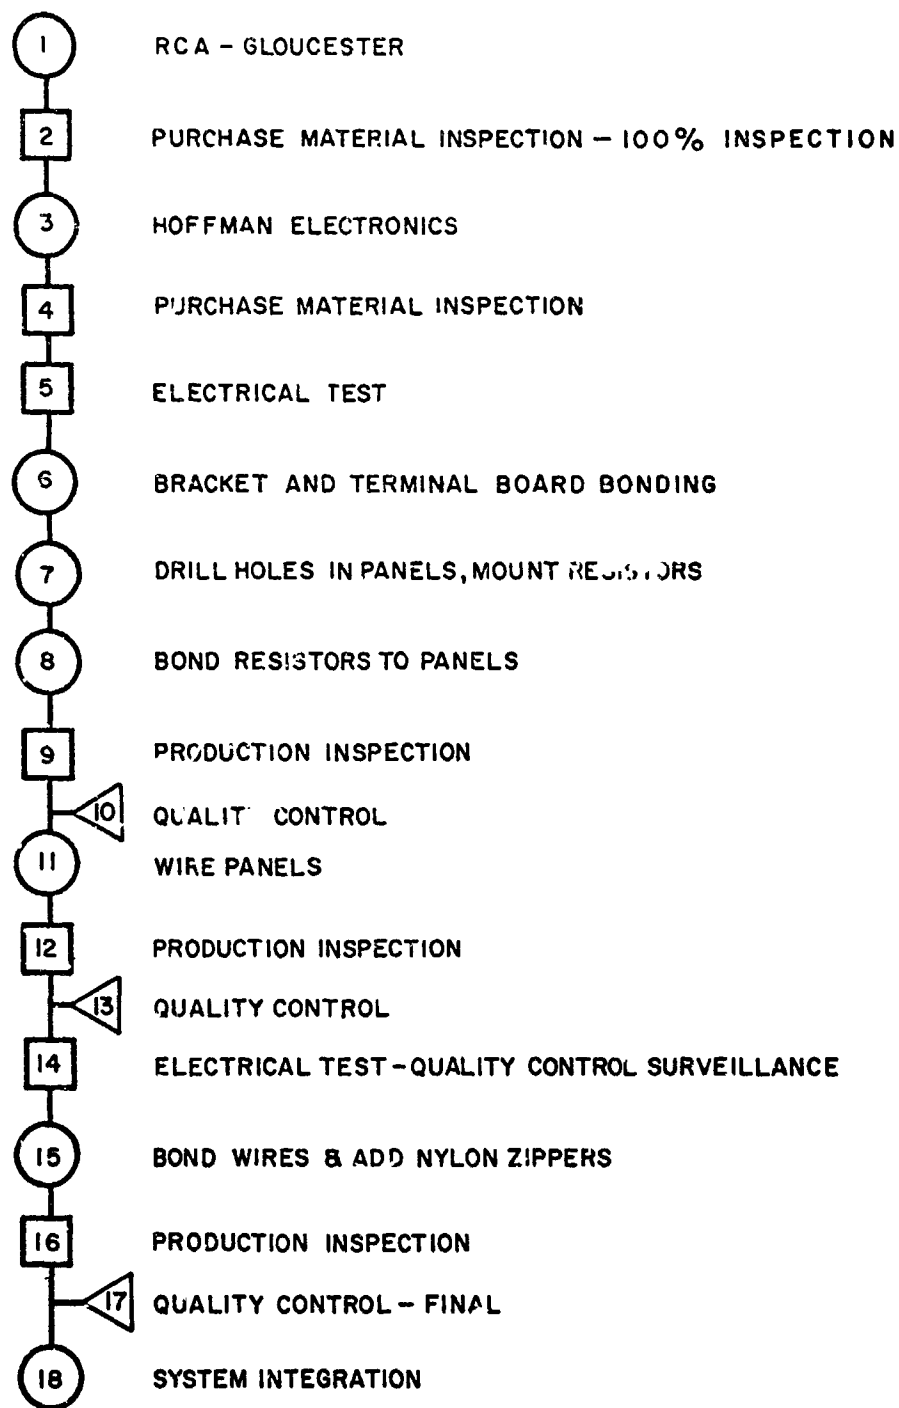 1 RCA - GLOUCESTER
2 PURCHASE MATERIAL INSPECTION - 100% INSPECTION
3 HOFFMAN ELECTRONICS
4 PURCHASE MATERIAL INSPECTION
5 ELECTRICAL TEST
6 BRACKET AND TERMINAL BOARD BONDING
7 DRILL HOLES IN PANELS, MOUNT RESISTORS
8 BOND RESISTORS TO PANELS
9 PRODUCTION INSPECTION
10 QUALITY CONTROL
11 WIRE PANELS
12 PRODUCTION INSPECTION
13 QUALITY CONTROL
14 ELECTRICAL TEST - QUALITY CONTROL SURVEILLANCE
15 BOND WIRES & ADD NYLON ZIPPERS
16 PRODUCTION INSPECTION
17 QUALITY CONTROL - FINAL
18 SYSTEM INTEGRATION